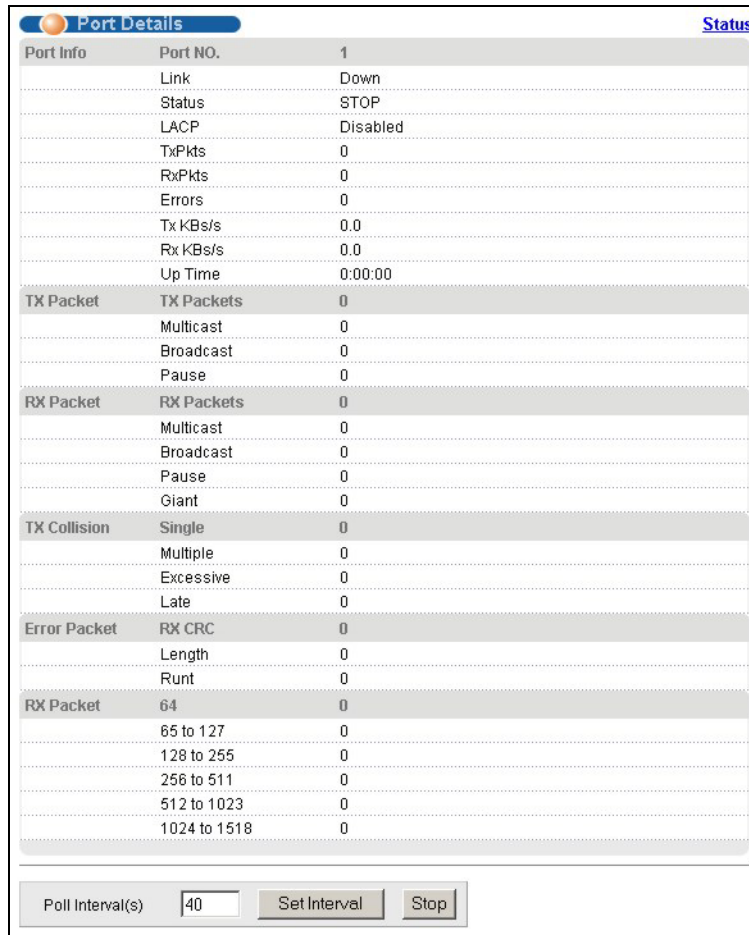 Port Details Status
Port Info Port NO. 1
Link Down
Status STOP
LACP Disabled
TxPkts 0
RxPkts 0
Errors 0
Tx KBs/s 0.0
Rx KBs/s 0.0
Up Time 0:00:00
TX Packet TX Packets 0
Multicast 0
Broadcast 0
Pause 0
RX Packet RX Packets 0
Multicast 0
Broadcast 0
Pause 0
Giant 0
TX Collision Single 0
Multiple 0
Excessive 0
Late 0
Error Packet RX CRC 0
Length 0
Runt 0
RX Packet 64 0
65 to 127 0
128 to 255 0
256 to 511 0
512 to 1023 0
1024 to 1518 0
Poll Interval(s) 40 Set Interval Stop